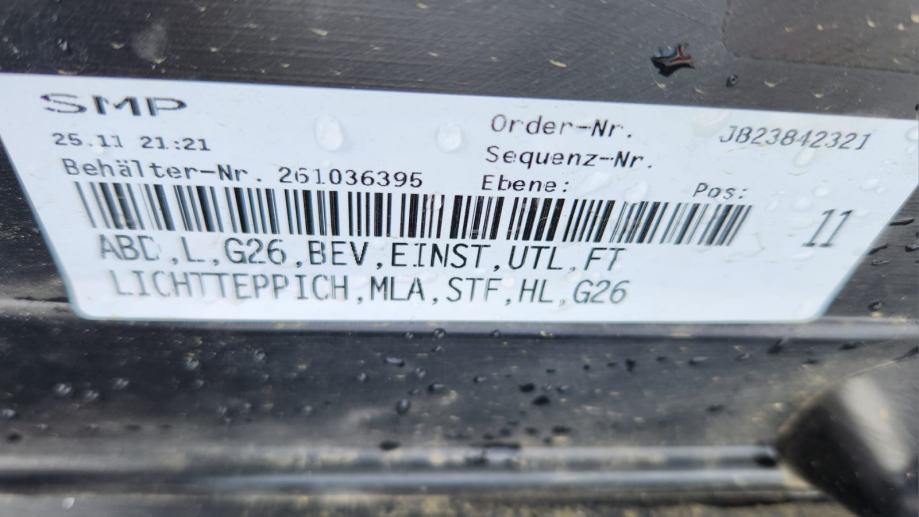 SMP
25.11 21:21
Order-Nr. JB23842321
Sequenz-Nr.
Behälter-Nr. 261036395 Ebene: Pos:
11
ABD,L,G26,BEV,EINST,UTL,FT
LICHTTEPPICH,MLA,STF,HL,G26